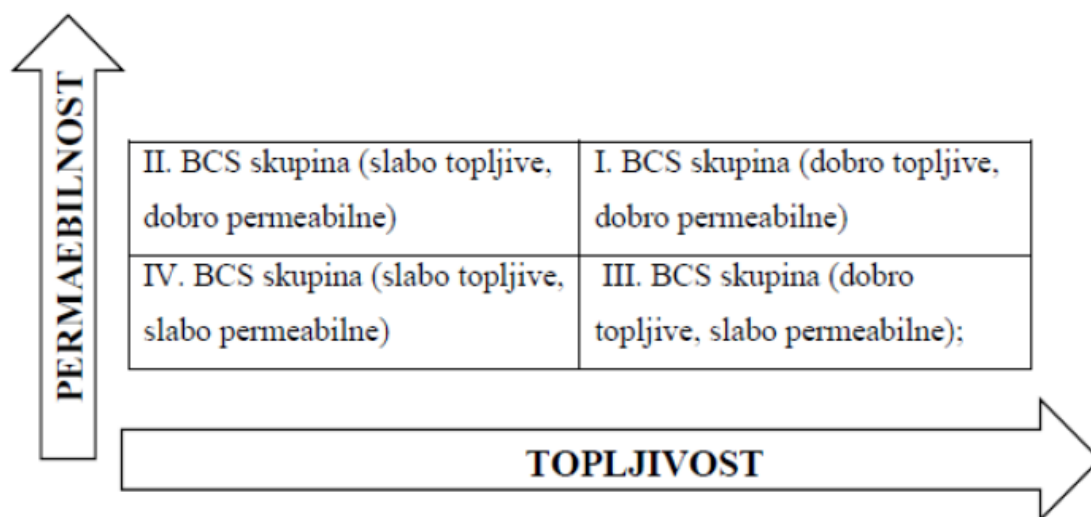 PERMAEBILNOST
II. BCS skupina (slabo topljive,
dobro permeabilne)
I. BCS skupina (dobro topljive,
dobro permeabilne)
IV. BCS skupina (slabo topljive,
slabo permeabilne)
III. BCS skupina (dobro
topljive, slabo permeabilne);
TOPLJIVOST